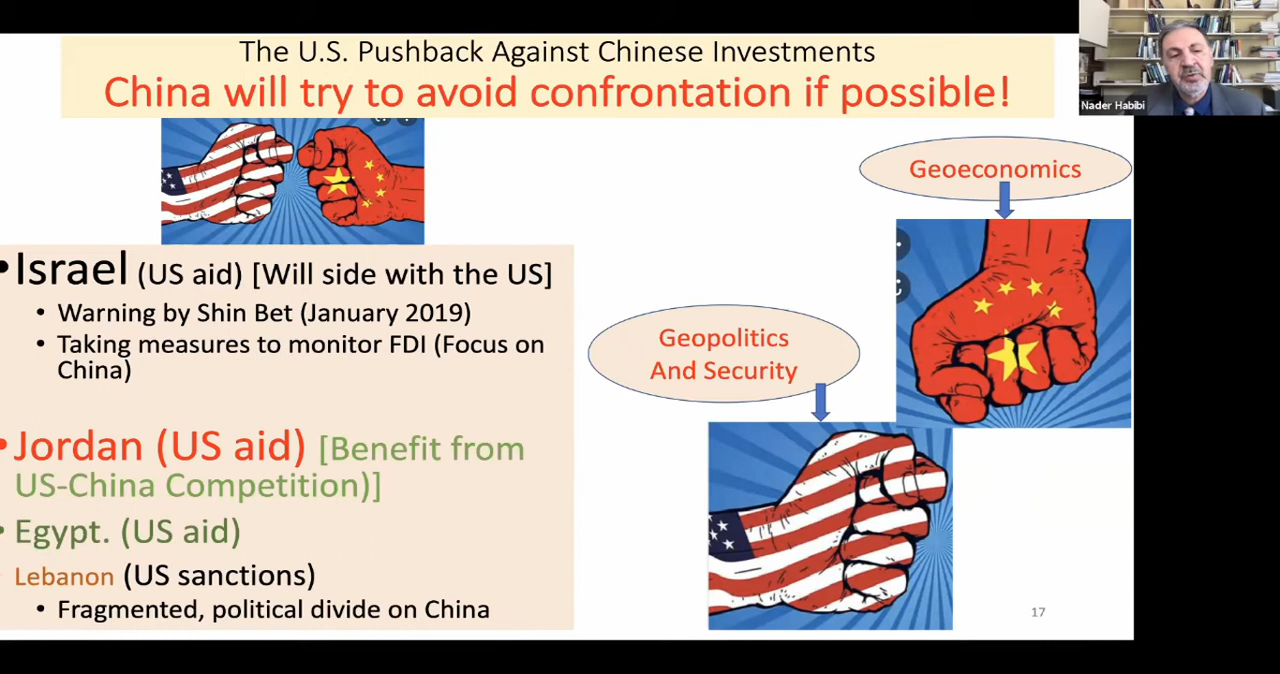 The U.S. Pushback Against Chinese Investments
China will try to avoid confrontation if possible!
Nader Habibi
Geoeconomics
•Israel (US aid) [Will side with the US]
• Warning by Shin Bet (January 2019)
• Taking measures to monitor FDI (Focus on
China)
Geopolitics
And Security
•Jordan (US aid) [Benefit from
US-China Competition)]
• Egypt. (US aid)
Lebanon (US sanctions)
• Fragmented, political divide on China
17